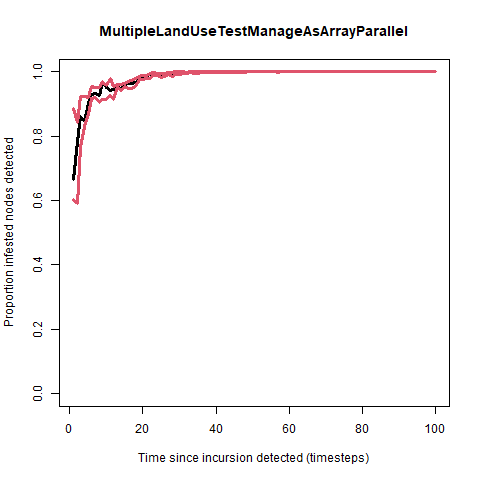 MultipleLandUseTestManageAsArrayParallel
Proportion infested nodes detected
1.0
0.8
0.6
0.4
0.2
0.0
0 20 40 60 80 100
Time since incursion detected (timesteps)